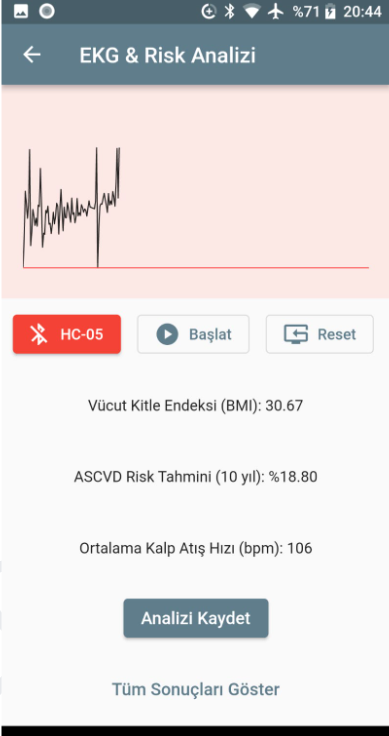 %71 20:44
EKG & Risk Analizi
HC-05 Başlat Reset
Vücut Kitle Endeksi (BMI): 30.67
ASCVD Risk Tahmini (10 yıl): %18.80
Ortalama Kalp Atış Hızı (bpm): 106
Analizi Kaydet
Tüm Sonuçları Göster